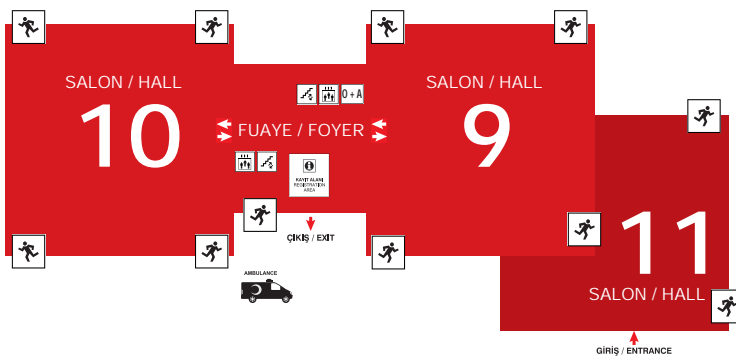 SALON / HALL
10
FUAYE / FOYER
0 + A
KAYIT ALANI
REGISTRATION
AREA
ÇIKIŞ / EXIT
AMBULANCE
SALON / HALL
9
11
SALON / HALL
GİRİŞ / ENTRANCE